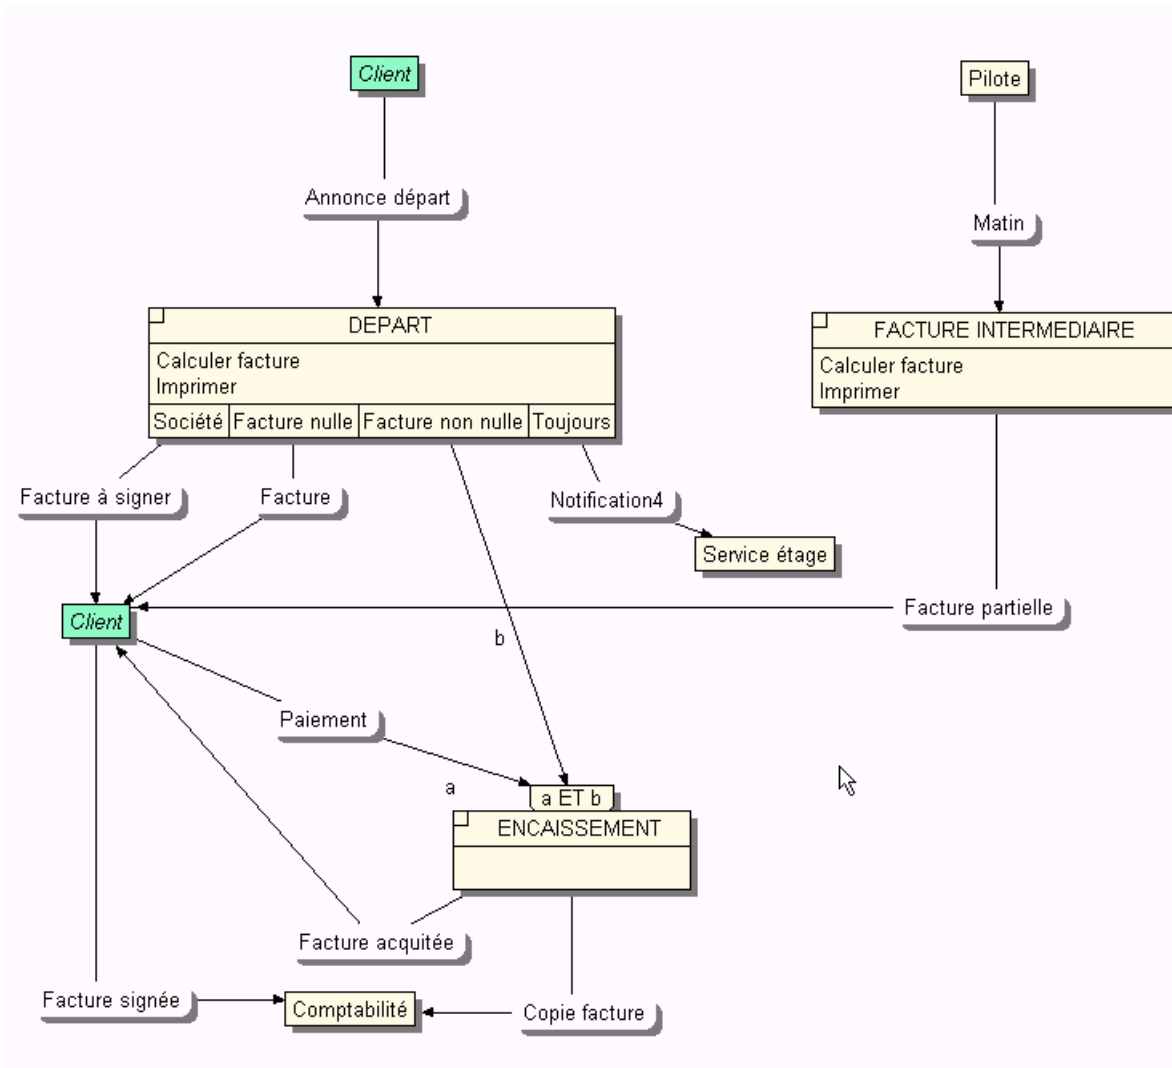 Client
Pilote
Annonce départ
Matin
DEPART
Calculer facture
Imprimer
Société Facture nulle Facture non nulle Toujours
FACTURE INTERMEDIAIRE
Calculer facture
Imprimer
Facture à signer
Facture
Notification4
Service étage
Client
Facture partielle
b
Paiement
a
a ET b
ENCAISSEMENT
Facture acquitée
Facture signée
Comptabilité
Copie facture